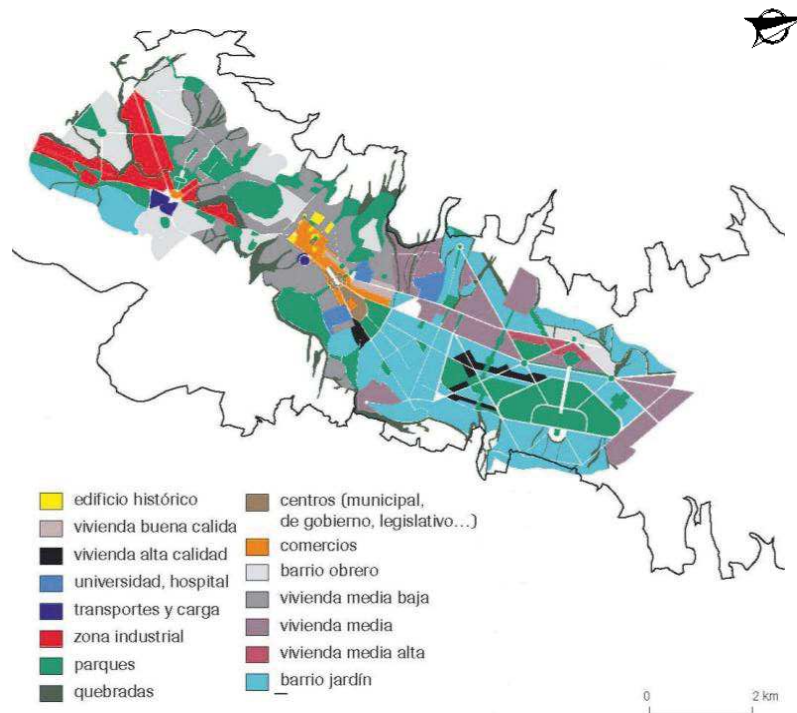 edificio histórico
vivienda buena calida
vivienda alta calidad
universidad, hospital
transportes y carga
zona industrial
parques
quebradas
centros (municipal,
de gobierno, legislativo...)
comercios
barrio obrero
vivienda media baja
vivienda media
vivienda media alta
barrio jardín
0 2 km